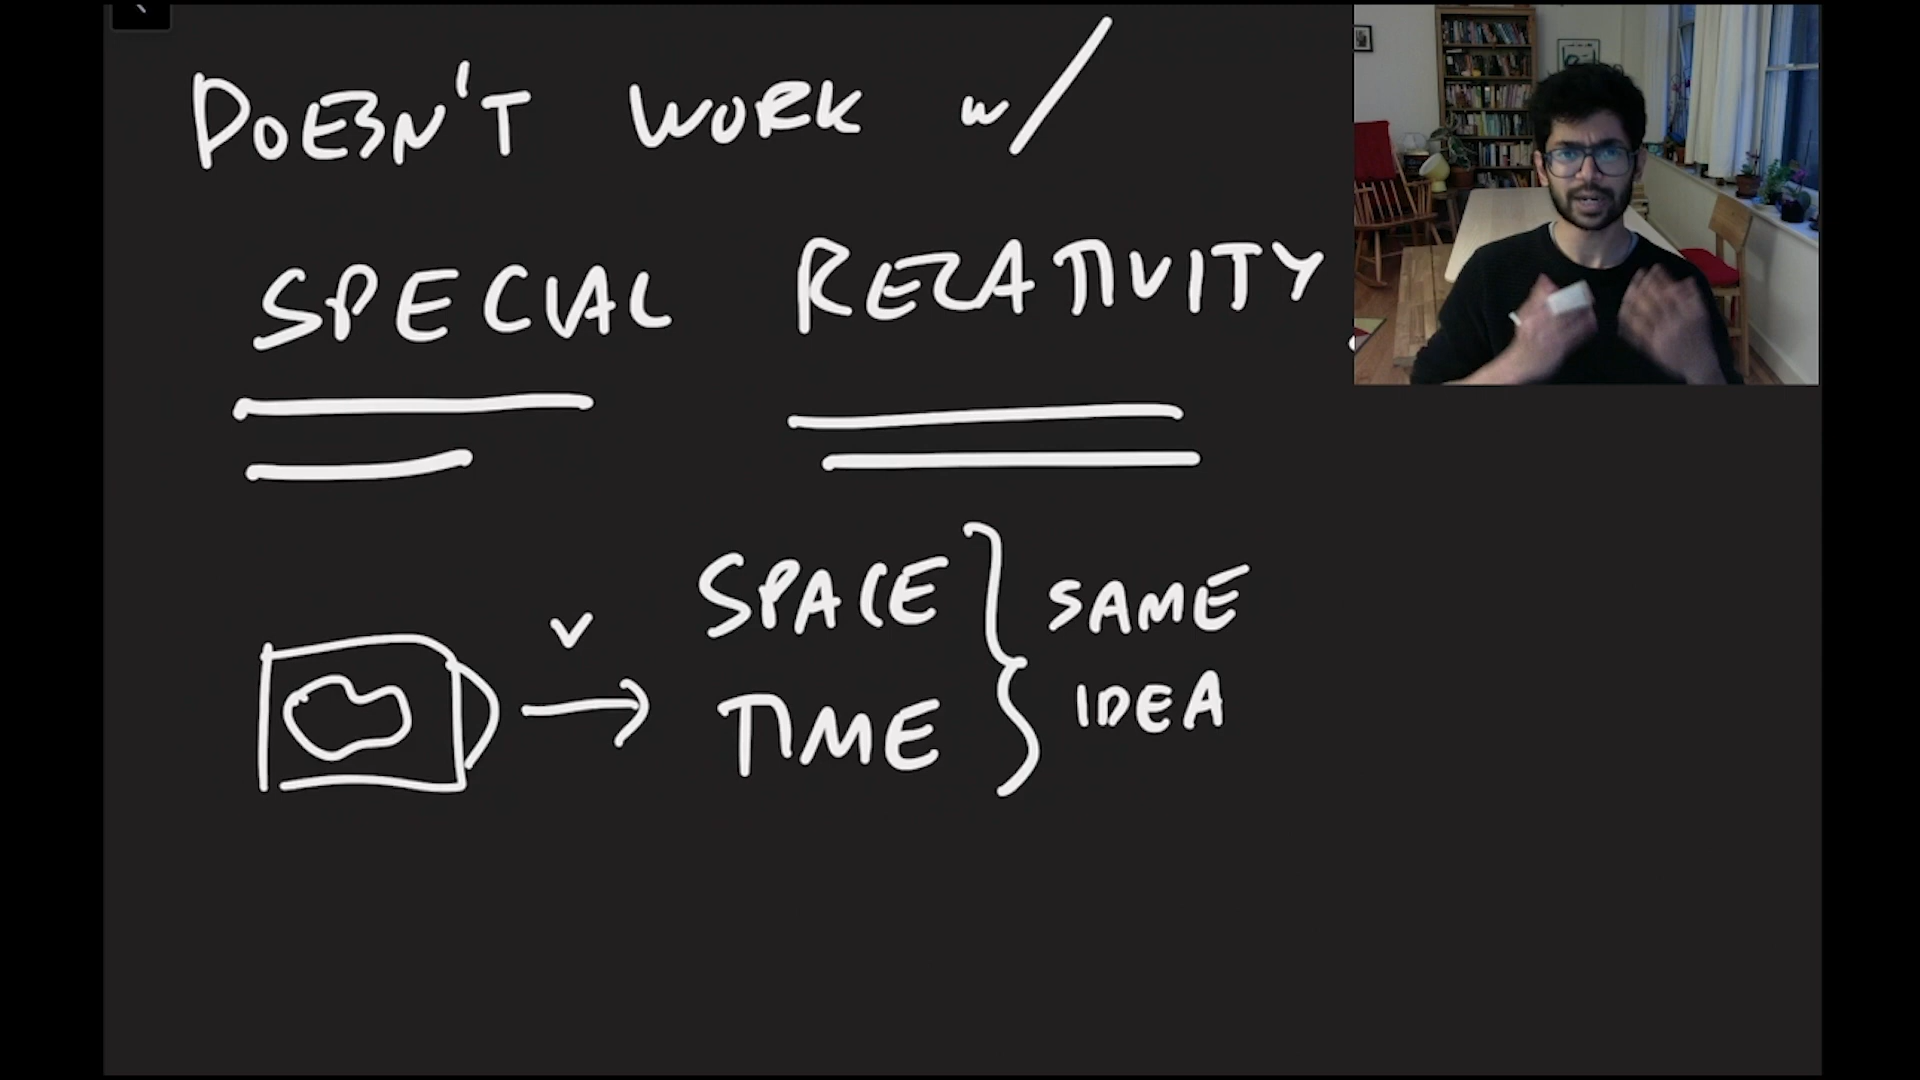 DOESN'T WORK w/
SPECIAL RELATIVITY.
v
SPACE
TIME
SAME
IDEA